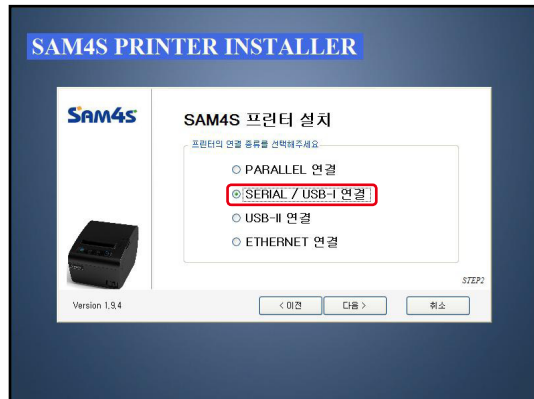 SAM4S PRINTER INSTALLER
SAM4S
SAM4S 프린터 설치
프린터의 연결 종류를 선택해주세요
PARALLEL 연결
SERIAL / USB-I 연결
USB-II 연결
ETHERNET 연결
STEP2
Version 1.9.4
< 이전
다음 >
취소